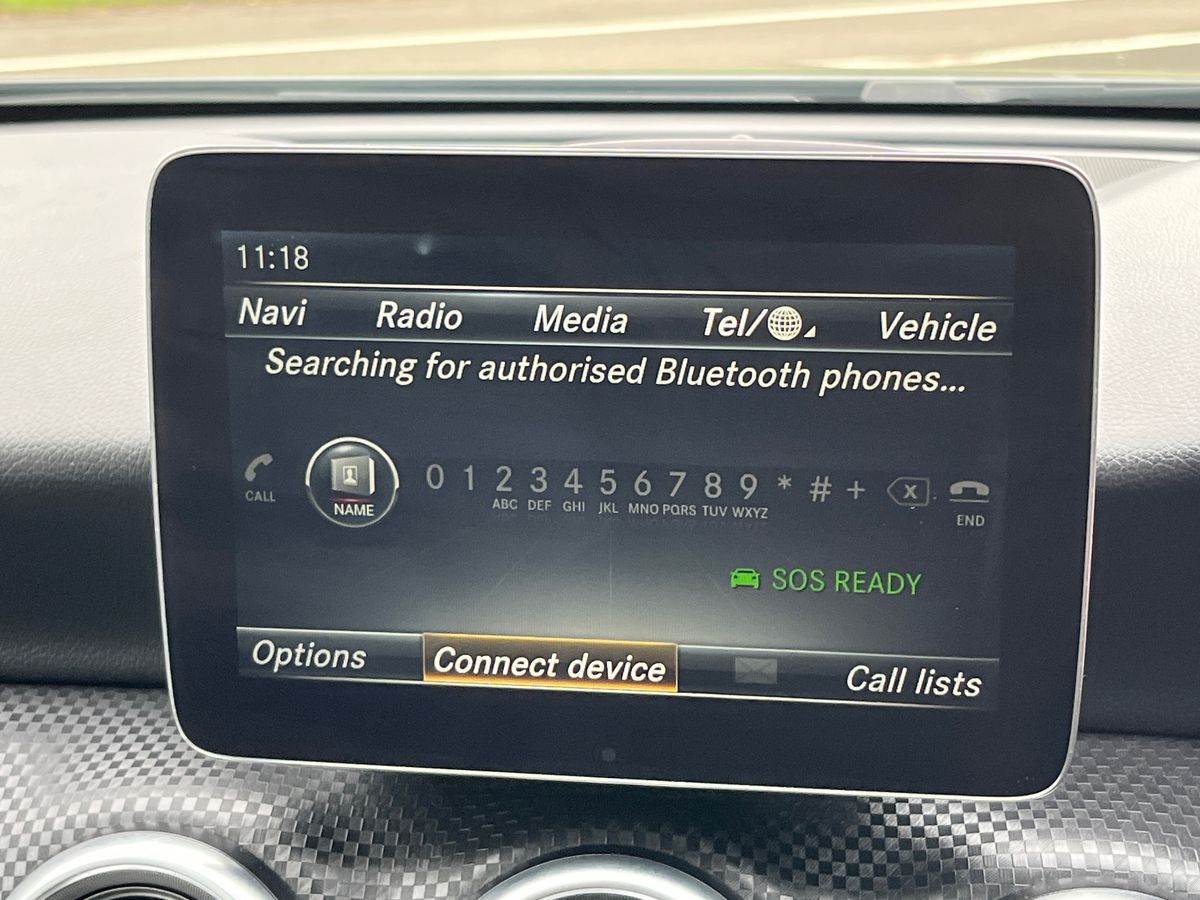 11:18
Navi Radio Media Tel/ Vehicle
Searching for authorised Bluetooth phones...
CALL NAME 0 1 2 3 4 5 6 7 8 9 * # + X END
ABC DEF GHI JKL MNO PQRS TUV WXYZ
SOS READY
Options Connect device Call lists